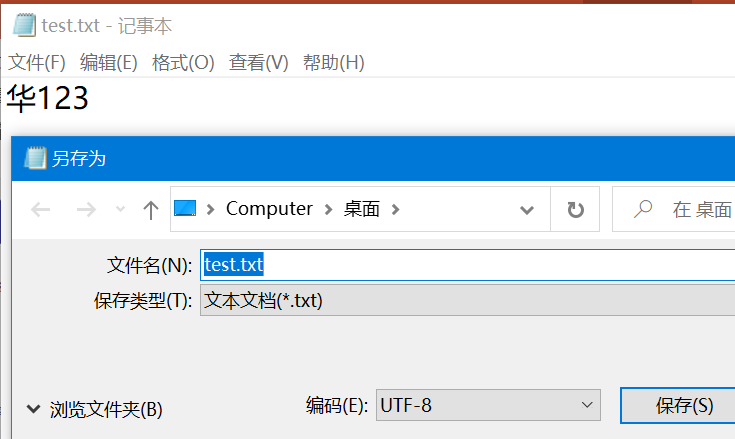 test.txt - 记事本
文件(F) 编辑(E) 格式(O) 查看(V) 帮助(H)
华123
另存为
Computer 桌面 在 桌面
文件名(N): test.txt
保存类型(T): 文本文档(*.txt)
浏览文件夹(B) 编码(E): UTF-8 保存(S)